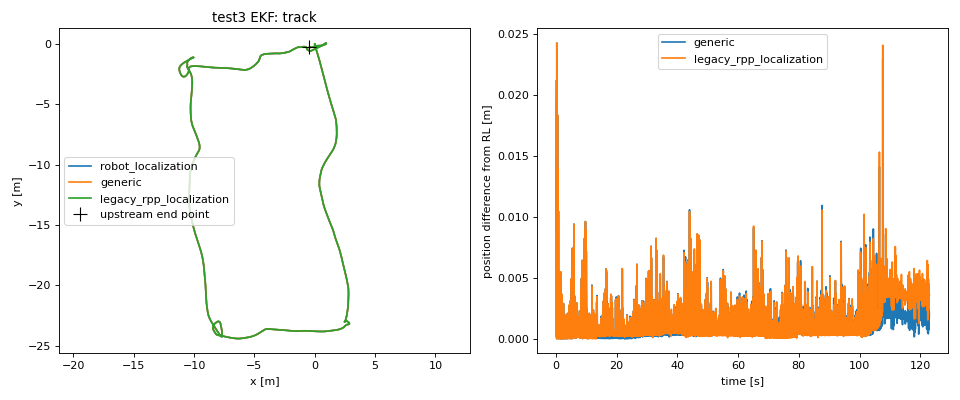 test3 EKF: track
0
−5
−10
−15
−20
−25
y [m]
robot_localization
generic
legacy_rpp_localization
upstream end point
−20
−15
−10
−5
0
5
10
x [m]
0.025
0.020
0.015
0.010
0.005
0.000
position difference from RL [m]
generic
legacy_rpp_localization
0
20
40
60
80
100
120
time [s]